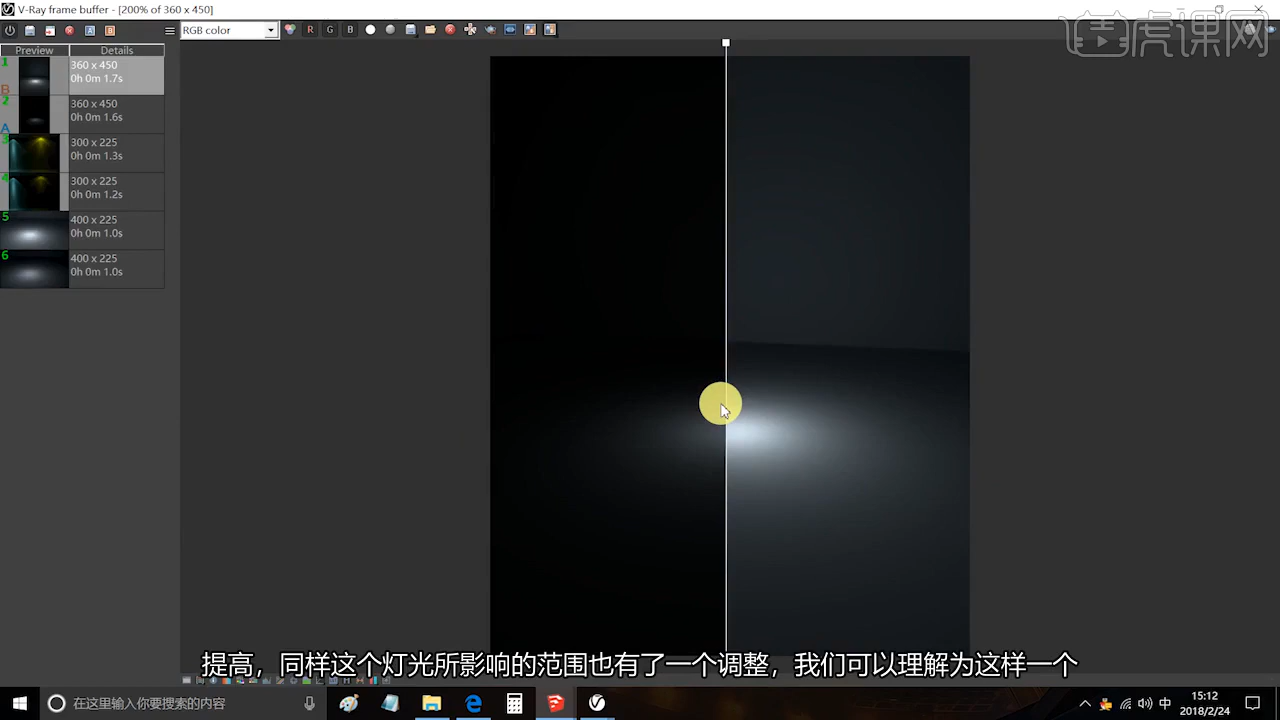 V-Ray frame buffer - [200% of 360 x 450]
RGB color
R G B
A B
虎课网
Preview Details
1
360 x 450
0h 0m 1.7s
B
2
360 x 450
0h 0m 1.6s
A
3
300 x 225
0h 0m 1.3s
4
300 x 225
0h 0m 1.2s
5
400 x 225
0h 0m 1.0s
6
400 x 225
0h 0m 1.0s
提高，同样这个灯光所影响的范围也有了一个调整，我们可以理解为这样一个
在这里输入你要搜索的内容
中
15:12
2018/2/24